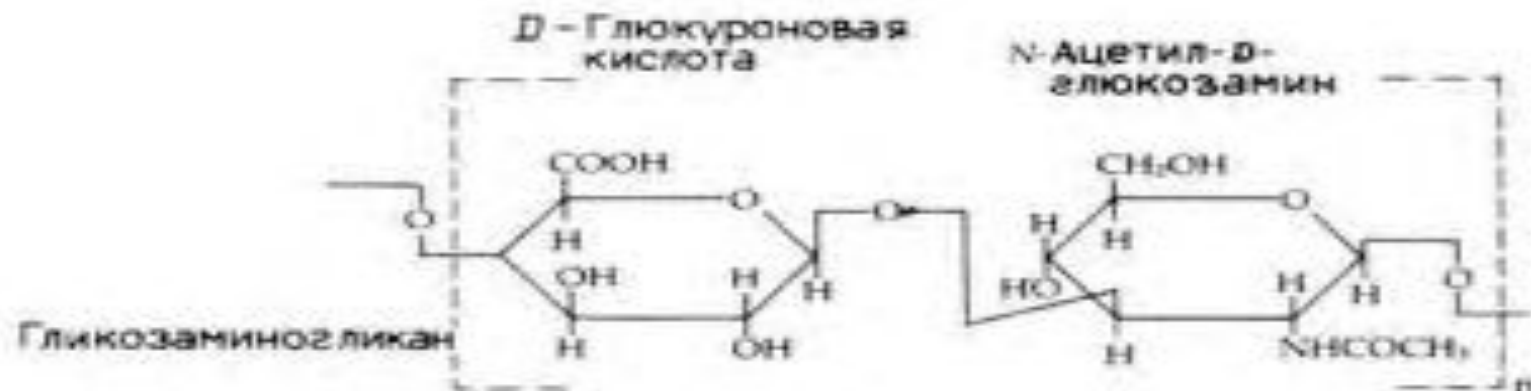 D-Глюкуроновая
кислота
N-Ацетил-D-
глюкозамин
COOH
CH₂OH
O
O
O
O
H
H
H
O
OH
H
H
HO
H
H
H
H
OH
H
NHCOCH₃
Гликозаминогликан
n